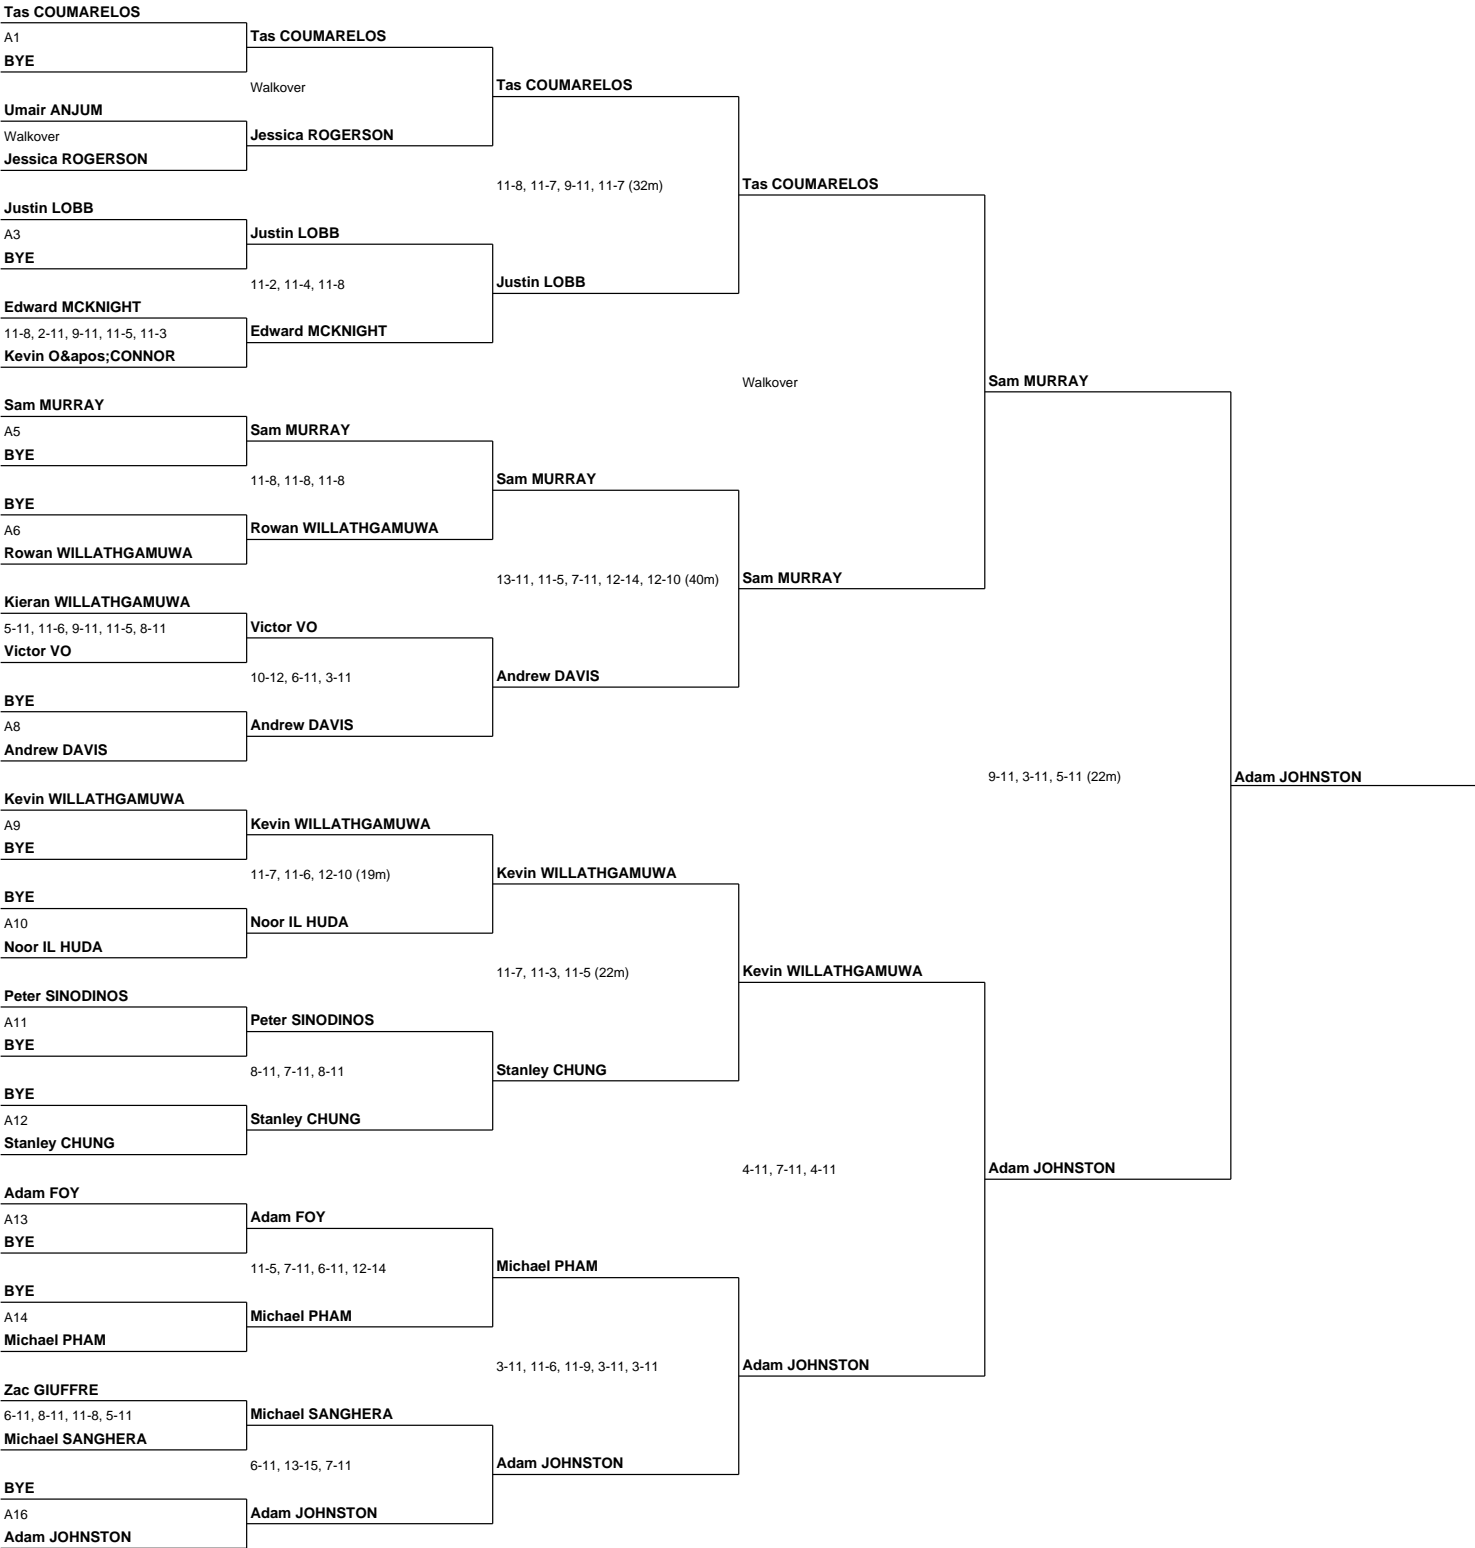 Tas COUMARELOS
A1
BYE
Tas COUMARELOS
Walkover
Tas COUMARELOS
Umair ANJUM
Walkover
Jessica ROGERSON
Jessica ROGERSON
11-8, 11-7, 9-11, 11-7 (32m)
Tas COUMARELOS
Justin LOBB
A3
BYE
Justin LOBB
11-2, 11-4, 11-8
Justin LOBB
Edward MCKNIGHT
11-8, 2-11, 9-11, 11-5, 11-3
Kevin O&apos;CONNOR
Edward MCKNIGHT
Walkover
Sam MURRAY
Sam MURRAY
A5
BYE
Sam MURRAY
11-8, 11-8, 11-8
Sam MURRAY
BYE
A6
Rowan WILLATHGAMUWA
Rowan WILLATHGAMUWA
13-11, 11-5, 7-11, 12-14, 12-10 (40m)
Sam MURRAY
Kieran WILLATHGAMUWA
5-11, 11-6, 9-11, 11-5, 8-11
Victor VO
Victor VO
10-12, 6-11, 3-11
Andrew DAVIS
BYE
A8
Andrew DAVIS
Andrew DAVIS
9-11, 3-11, 5-11 (22m)
Adam JOHNSTON
Kevin WILLATHGAMUWA
A9
BYE
Kevin WILLATHGAMUWA
11-7, 11-6, 12-10 (19m)
Kevin WILLATHGAMUWA
BYE
A10
Noor IL HUDA
Noor IL HUDA
11-7, 11-3, 11-5 (22m)
Kevin WILLATHGAMUWA
Peter SINODINOS
A11
BYE
Peter SINODINOS
8-11, 7-11, 8-11
Stanley CHUNG
BYE
A12
Stanley CHUNG
Stanley CHUNG
4-11, 7-11, 4-11
Adam JOHNSTON
Adam FOY
A13
BYE
Adam FOY
11-5, 7-11, 6-11, 12-14
Michael PHAM
BYE
A14
Michael PHAM
Michael PHAM
3-11, 11-6, 11-9, 3-11, 3-11
Adam JOHNSTON
Zac GIUFFRE
6-11, 8-11, 11-8, 5-11
Michael SANGHERA
Michael SANGHERA
6-11, 13-15, 7-11
Adam JOHNSTON
BYE
A16
Adam JOHNSTON
Adam JOHNSTON